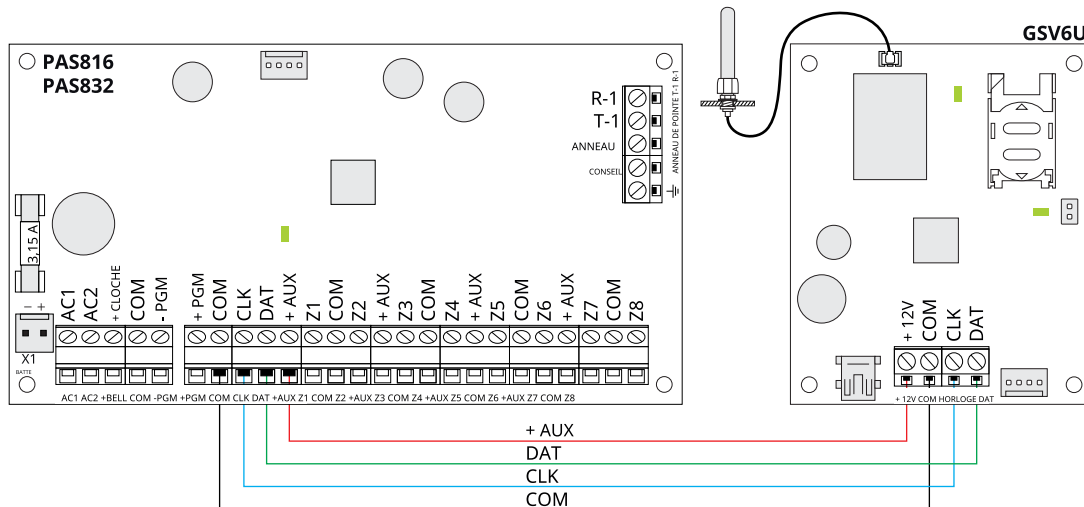 PAS816
PAS832
GSV6U
R-1
T-1
ANNEAU
CONSEIL
ANNEAU DE POINTE T-1 R-1
3,15 A
- +
X1
BATTE
AC1
AC2
+ CLOCHE
COM
- PGM
+ PGM
COM
CLK
DAT
+ AUX
Z1
COM
Z2
+ AUX
Z3
COM
Z4
+ AUX
Z5
COM
Z6
+ AUX
Z7
COM
Z8
AC1 AC2 +BELL COM -PGM +PGM COM CLK DAT +AUX Z1 COM Z2 +AUX Z3 COM Z4 +AUX Z5 COM Z6 +AUX Z7 COM Z8
+ 12V
COM
CLK
DAT
+ 12V COM HORLOGE DAT
+ AUX
DAT
CLK
COM